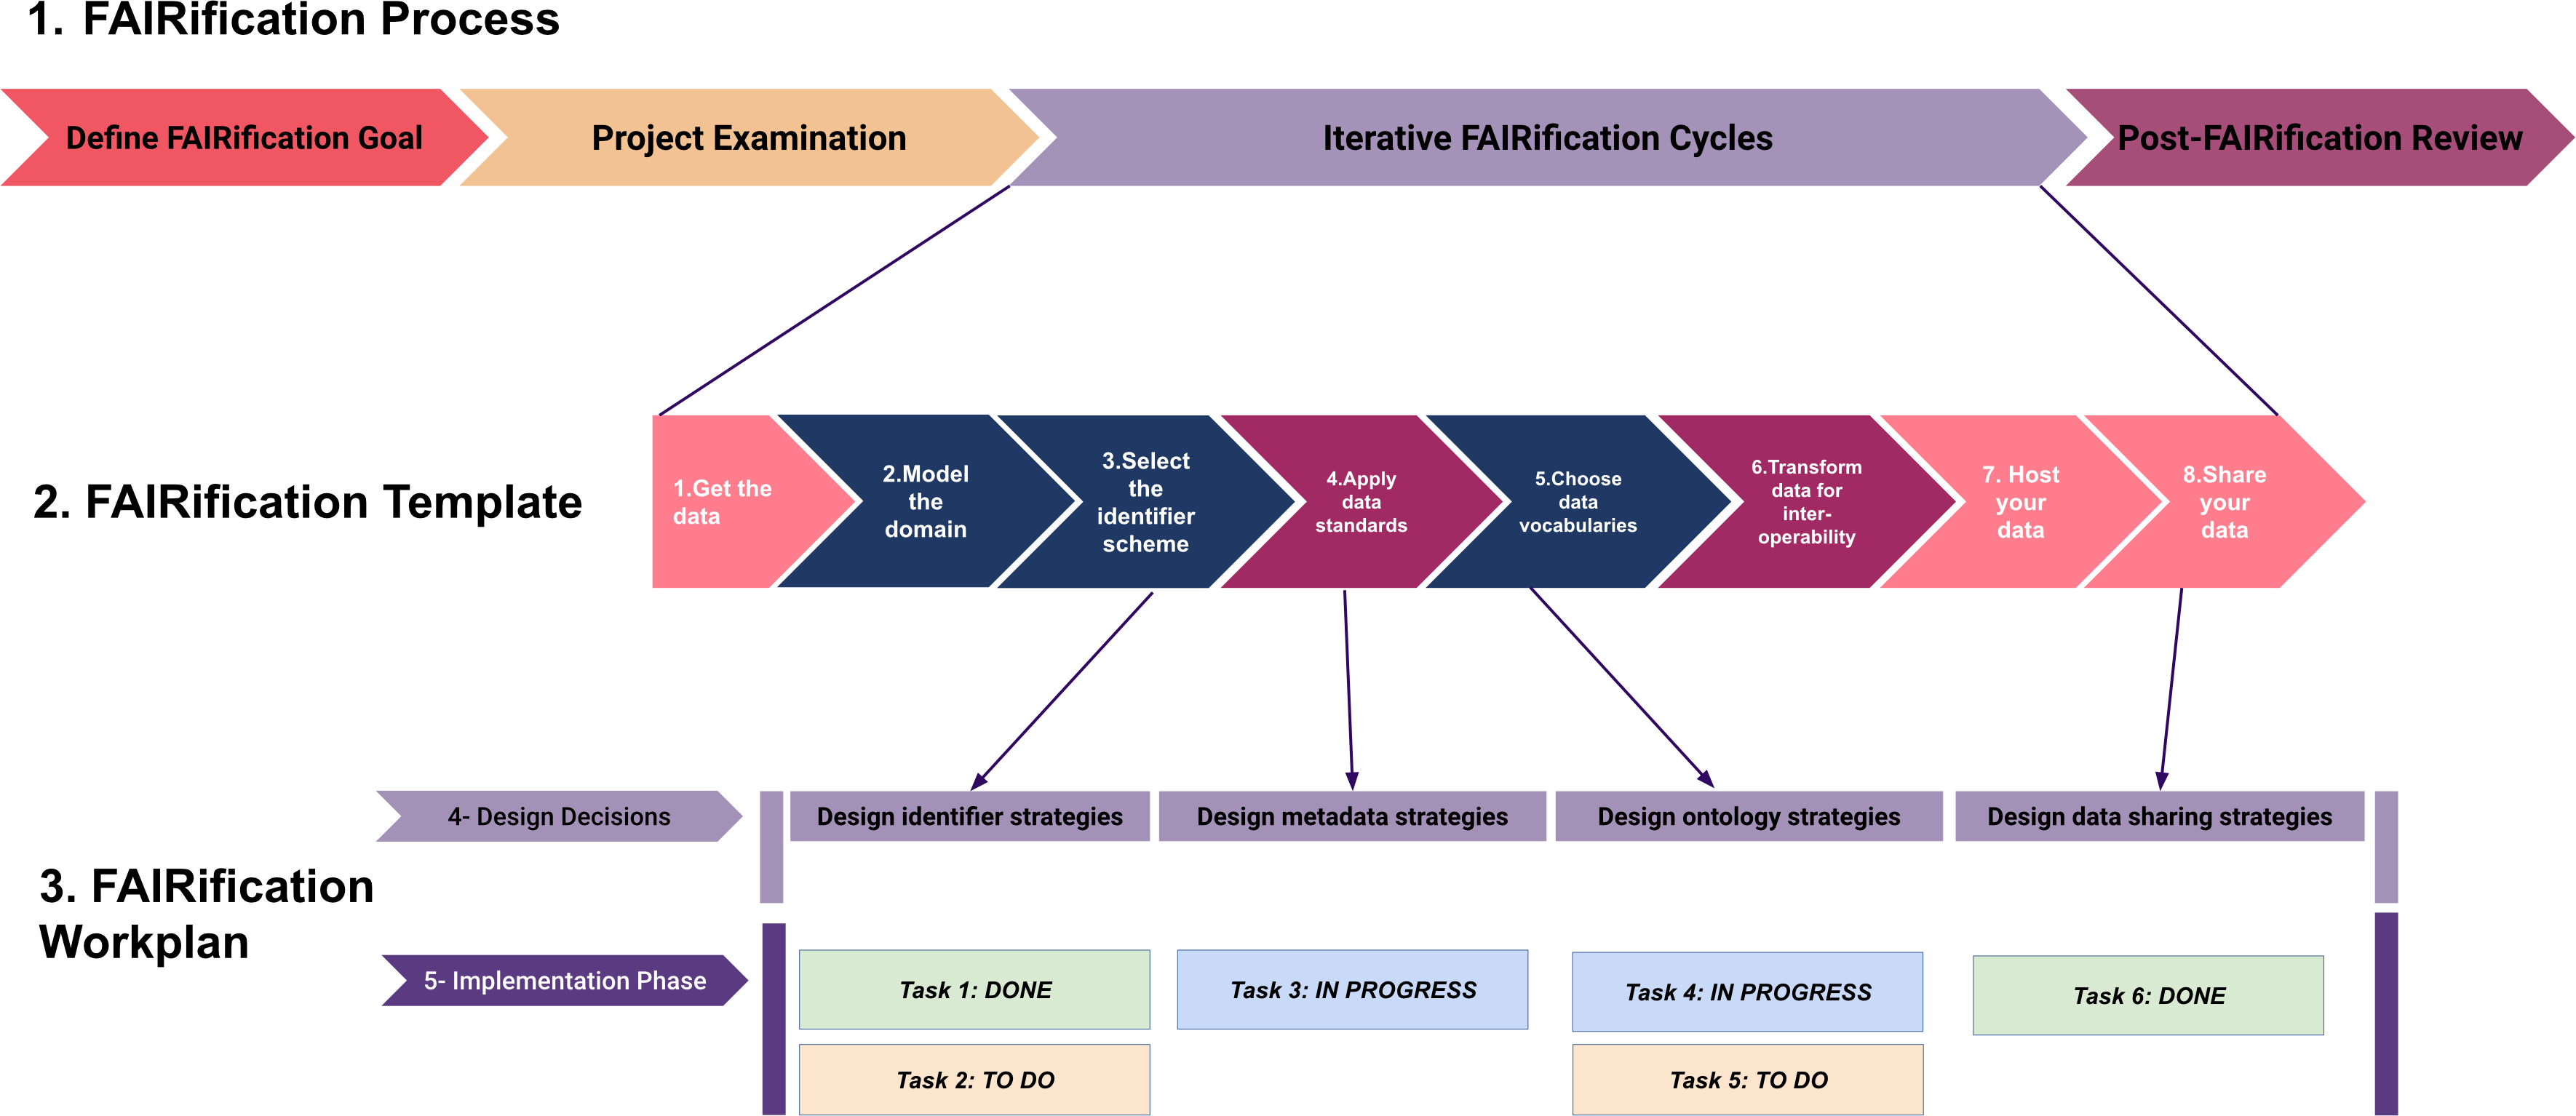 1. FAIRification Process
Define FAIRification Goal
Project Examination
Iterative FAIRification Cycles
Post-FAIRification Review
2. FAIRification Template
1.Get the
data
2.Model
the
domain
3.Select
the
identifier
scheme
4.Apply
data
standards
5.Choose
data
vocabularies
6.Transform
data for
inter-
operability
7. Host
your
data
8.Share
your
data
3. FAIRification
Workplan
4- Design Decisions
Design identifier strategies
Design metadata strategies
Design ontology strategies
Design data sharing strategies
5- Implementation Phase
Task 1: DONE
Task 3: IN PROGRESS
Task 4: IN PROGRESS
Task 6: DONE
Task 2: TO DO
Task 5: TO DO